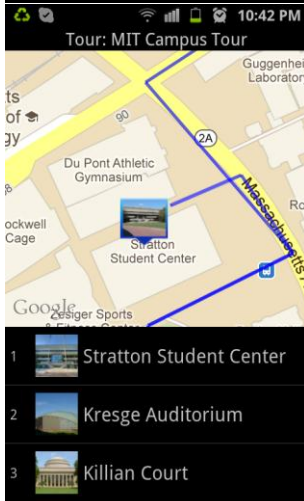 10:42 PM
Tour: MIT Campus Tour
Guggenhei
Laborator
ts
of
gy
90
2A
Du Pont Athletic
Gymnasium
Massachusetts
Ro
ockwell
Cage
Stratton
Student Center
Google
Zesiger Sports
& Fitness Center
1 Stratton Student Center
2 Kresge Auditorium
3 Killian Court